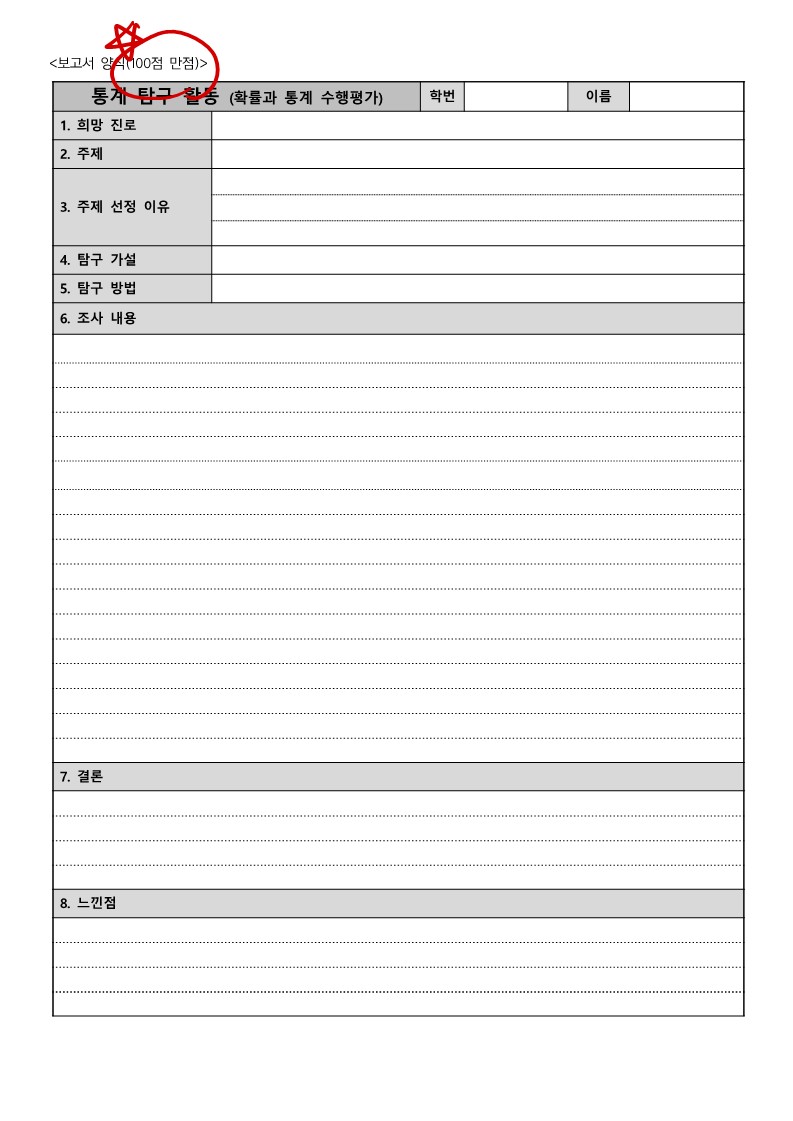 <보고서 양식(100점 만점)>
통계 탐구 활동 (확률과 통계 수행평가) 학번 이름
1. 희망 진로
2. 주제
3. 주제 선정 이유
4. 탐구 가설
5. 탐구 방법
6. 조사 내용
7. 결론
8. 느낀점